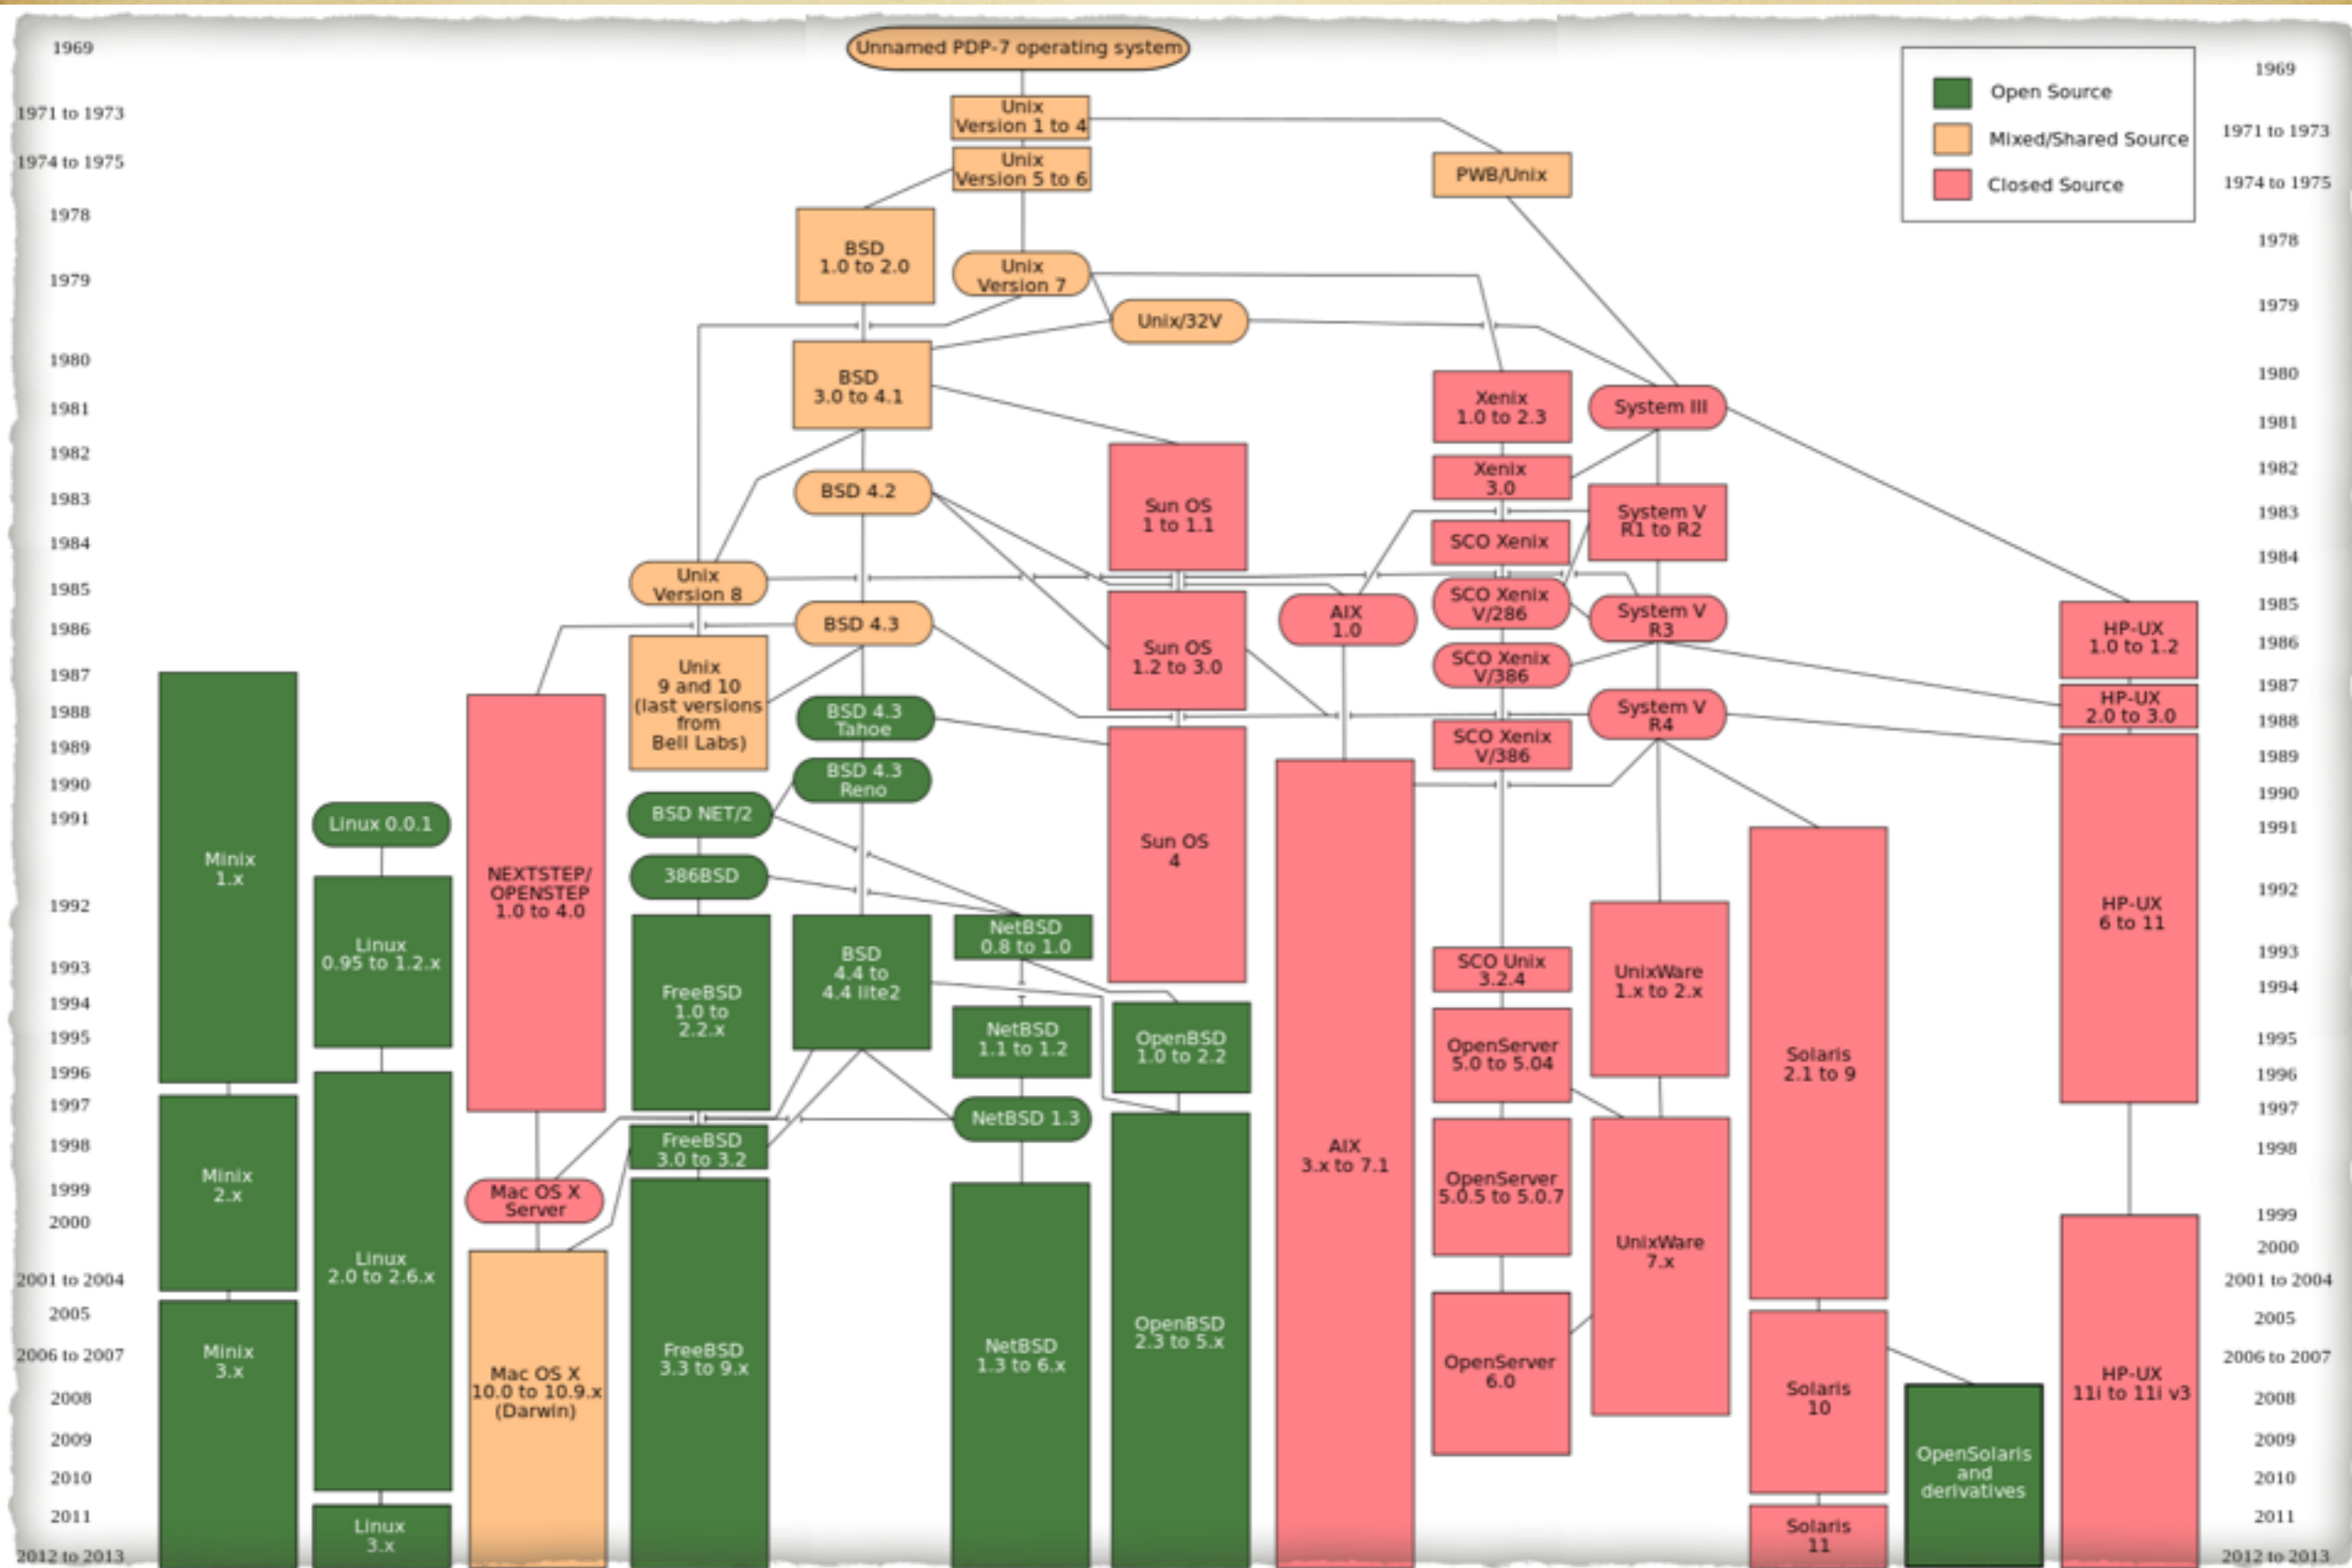 1969
1971 to 1973
1974 to 1975
1978
1979
1980
1981
1982
1983
1984
1985
1986
1987
1988
1989
1990
1991
1992
1993
1994
1995
1996
1997
1998
1999
2000
2001 to 2004
2005
2006 to 2007
2008
2009
2010
2011
2012 to 2013
Unnamed PDP-7 operating system
Unix
Version 1 to 4
Unix
Version 5 to 6
PWB/Unix
BSD
1.0 to 2.0
Unix
Version 7
Unix/32V
BSD
3.0 to 4.1
Xenix
1.0 to 2.3
System III
Xenix
3.0
BSD 4.2
Sun OS
1 to 1.1
System V
R1 to R2
SCO Xenix
Unix
Version 8
SCO Xenix
V/286
BSD 4.3
AIX
1.0
System V
R3
HP-UX
1.0 to 1.2
Unix
9 and 10
(last versions
from
Bell Labs)
Sun OS
1.2 to 3.0
SCO Xenix
V/386
HP-UX
2.0 to 3.0
BSD 4.3
Tahoe
System V
R4
SCO Xenix
V/386
BSD 4.3
Reno
BSD NET/2
Linux 0.0.1
Minix
1.x
Sun OS
4
386BSD
NEXTSTEP/
OPENSTEP
1.0 to 4.0
HP-UX
6 to 11
Linux
0.95 to 1.2.x
BSD
4.4 to
4.4 lite2
NetBSD
0.8 to 1.0
SCO Unix
3.2.4
UnixWare
1.x to 2.x
FreeBSD
1.0 to
2.2.x
NetBSD
1.1 to 1.2
OpenBSD
1.0 to 2.2
OpenServer
5.0 to 5.04
Solaris
2.1 to 9
NetBSD 1.3
FreeBSD
3.0 to 3.2
AIX
3.x to 7.1
Minix
2.x
Mac OS X
Server
OpenServer
5.0.5 to 5.0.7
Linux
2.0 to 2.6.x
UnixWare
7.x
Minix
3.x
FreeBSD
3.3 to 9.x
NetBSD
1.3 to 6.x
OpenBSD
2.3 to 5.x
OpenServer
6.0
Mac OS X
10.0 to 10.9.x
(Darwin)
Solaris
10
HP-UX
11i to 11i v3
OpenSolaris
and
derivatives
Linux
3.x
Solaris
11
Open Source
Mixed/Shared Source
Closed Source
1969
1971 to 1973
1974 to 1975
1978
1979
1980
1981
1982
1983
1984
1985
1986
1987
1988
1989
1990
1991
1992
1993
1994
1995
1996
1997
1998
1999
2000
2001 to 2004
2005
2006 to 2007
2008
2009
2010
2011
2012 to 2013